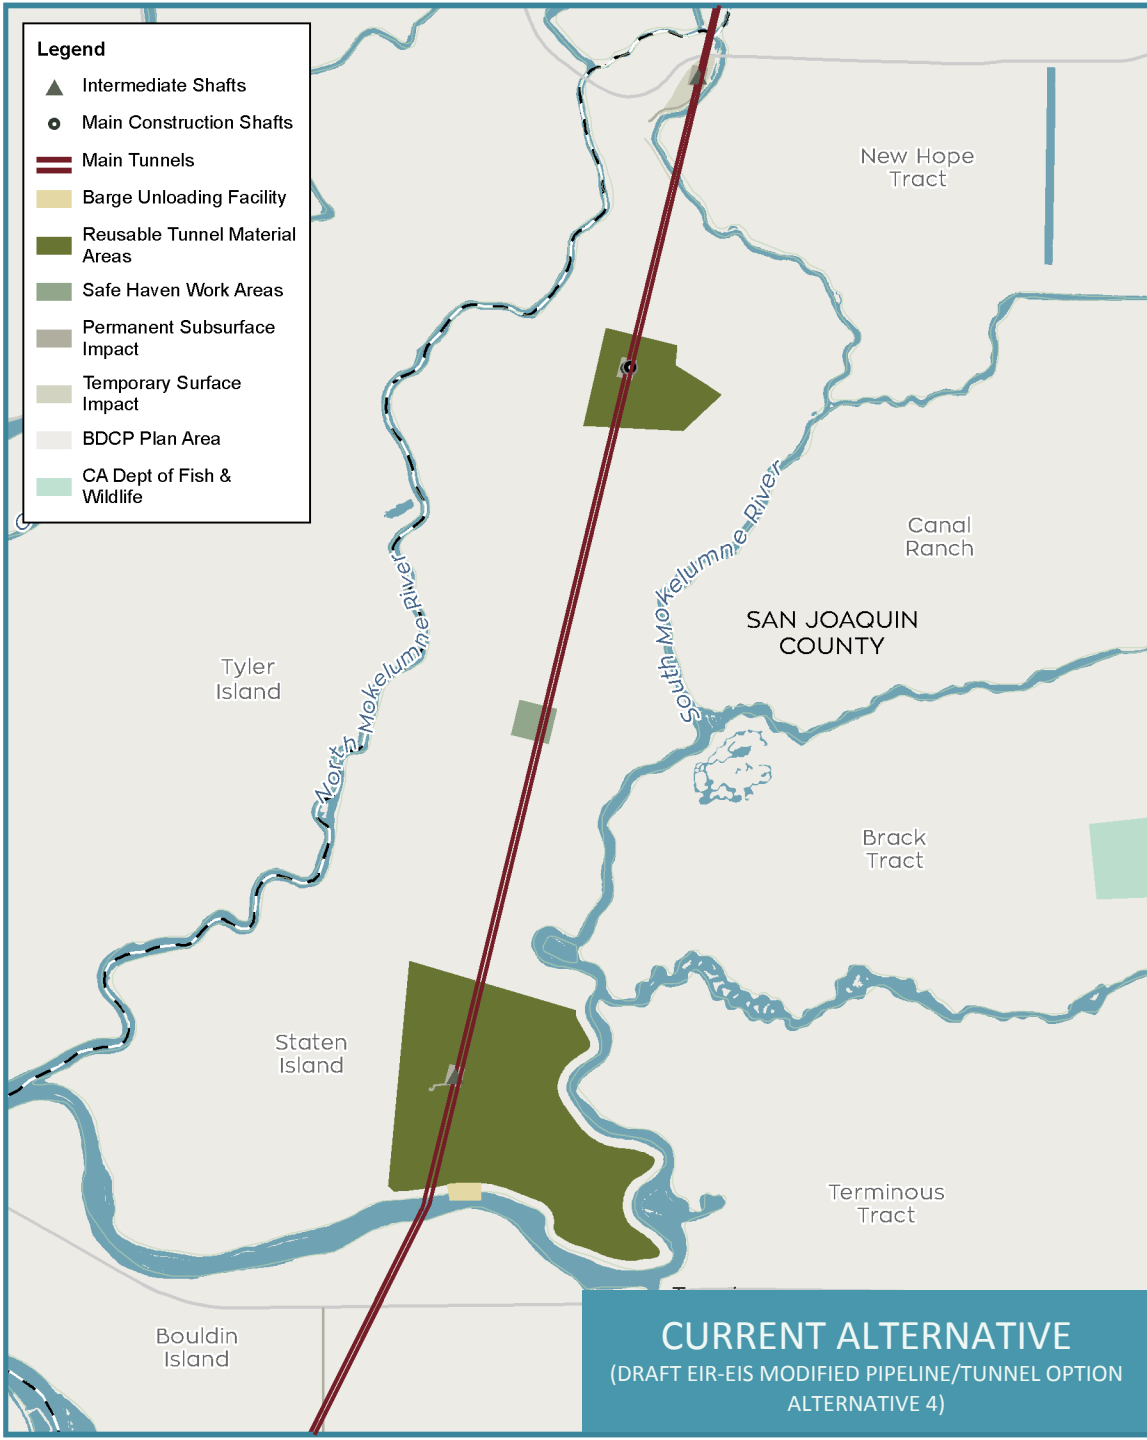 Legend
Intermediate Shafts
Main Construction Shafts
Main Tunnels
Barge Unloading Facility
Reusable Tunnel Material
Areas
Safe Haven Work Areas
Permanent Subsurface
Impact
Temporary Surface
Impact
BDCP Plan Area
CA Dept of Fish &
Wildlife
New Hope
Tract
Canal
Ranch
South Mokelumne River
SAN JOAQUIN
COUNTY
North Mokelumne River
Tyler
Island
Brack
Tract
Staten
Island
Terminous
Tract
Bouldin
Island
CURRENT ALTERNATIVE
(DRAFT EIR-EIS MODIFIED PIPELINE/TUNNEL OPTION
ALTERNATIVE 4)